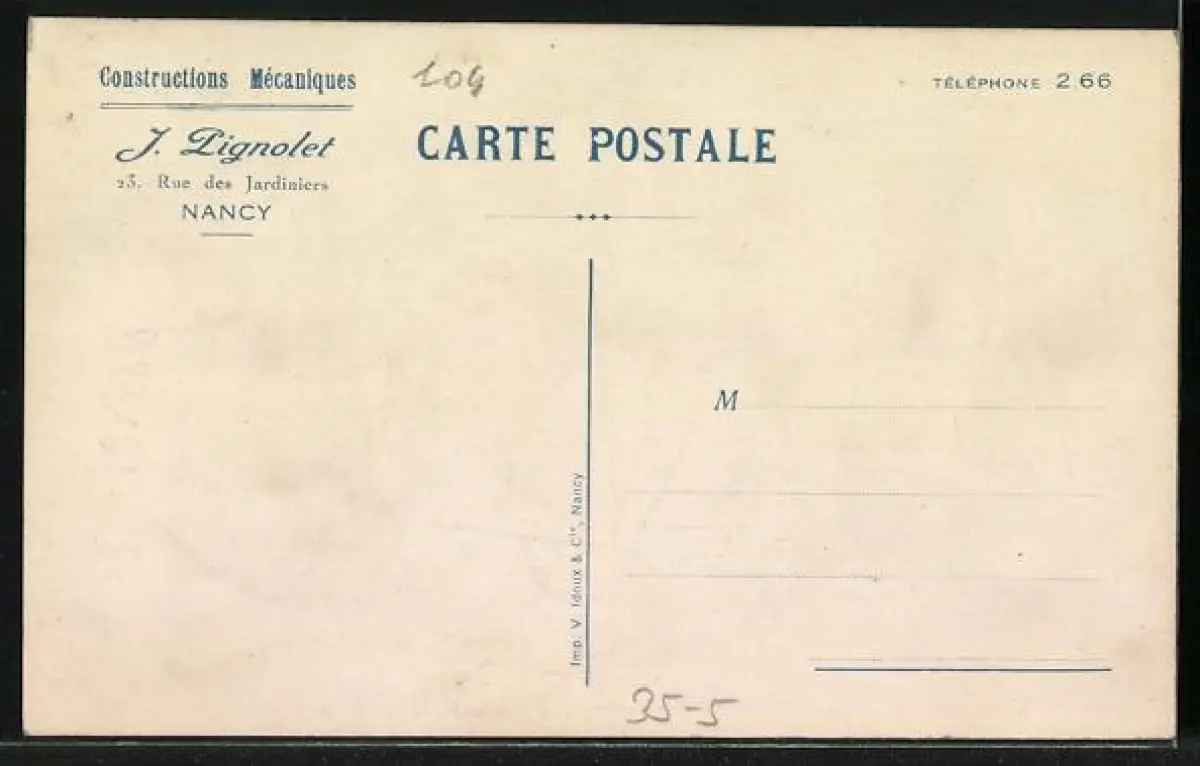 Constructions Mécaniques
J. Pignolet
23. Rue des Jardiniers
NANCY
104
TÉLÉPHONE 2 66
CARTE POSTALE
M
Imp. V. Idoux & Cie, Nancy
35-5